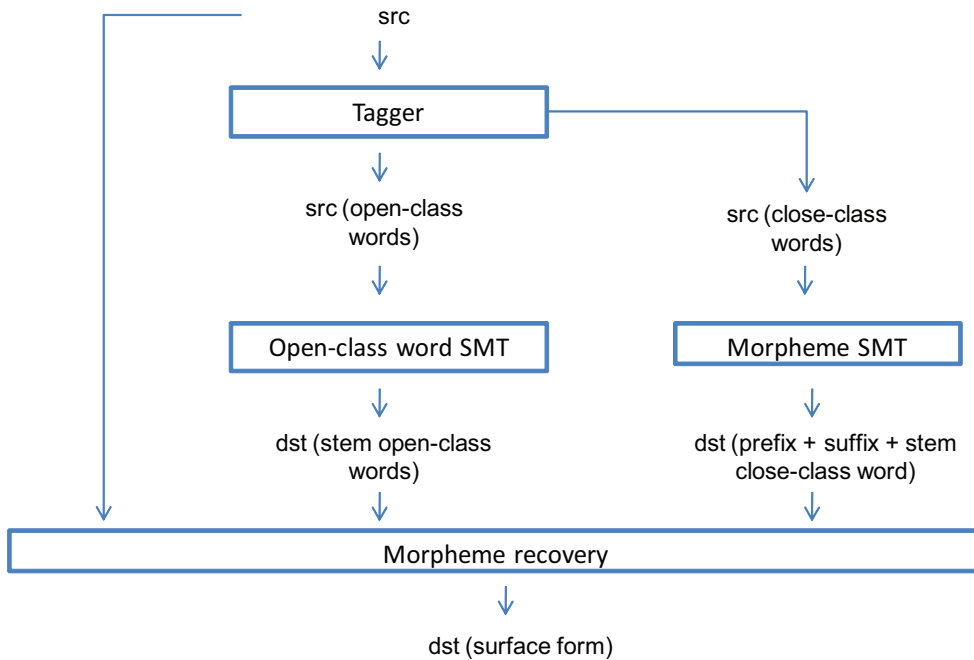 src
Tagger
src (open-class
words)
src (close-class
words)
Open-class word SMT
Morpheme SMT
dst (stem open-class
words)
dst (prefix + suffix + stem
close-class word)
Morpheme recovery
dst (surface form)